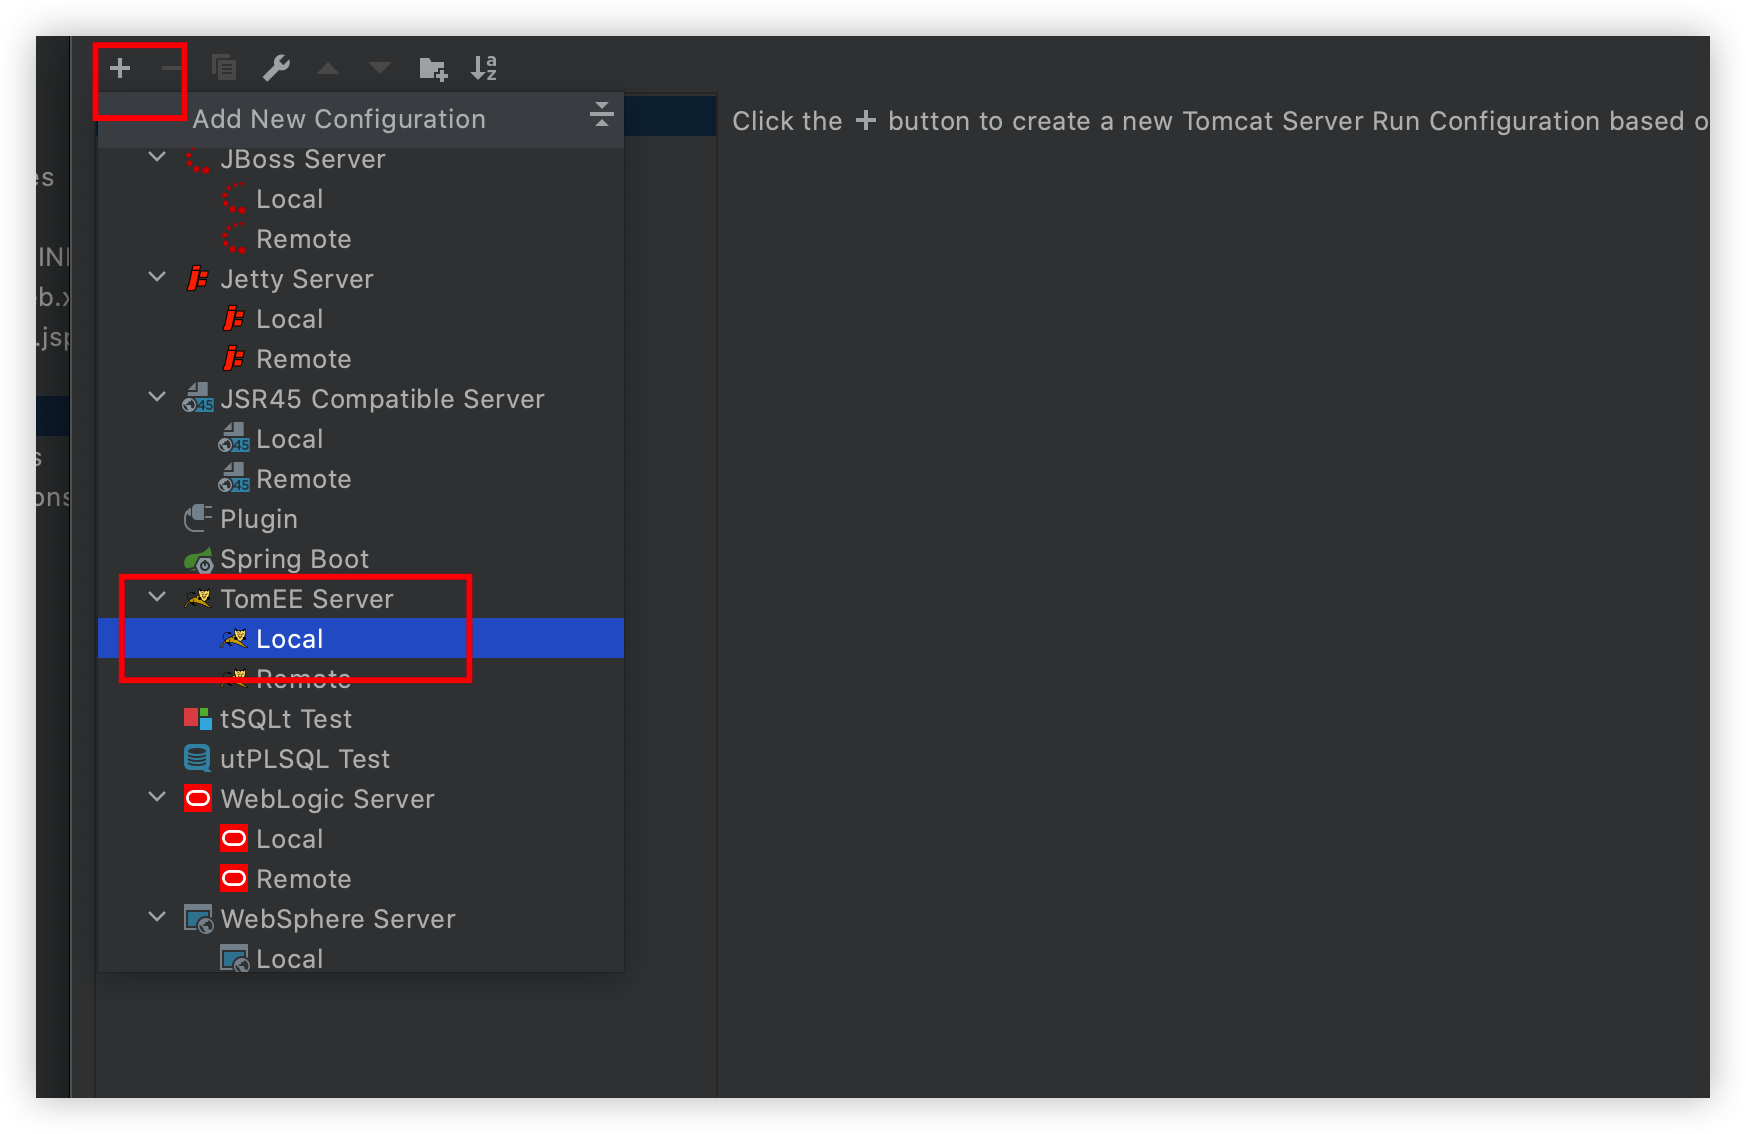 Add New Configuration
Click the + button to create a new Tomcat Server Run Configuration based o
JBoss Server
Local
Remote
Jetty Server
Local
Remote
JSR45 Compatible Server
Local
Remote
Plugin
Spring Boot
TomEE Server
Local
Remote
tSQLt Test
utPLSQL Test
WebLogic Server
Local
Remote
WebSphere Server
Local
es
INI
eb.x
.jsp
s
ons